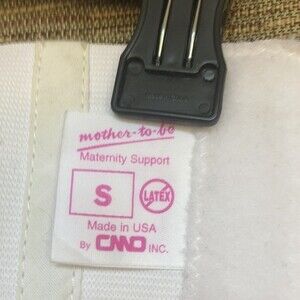 mother-to-be
Maternity Support
S
LATEX
Made in USA
By CMO INC.